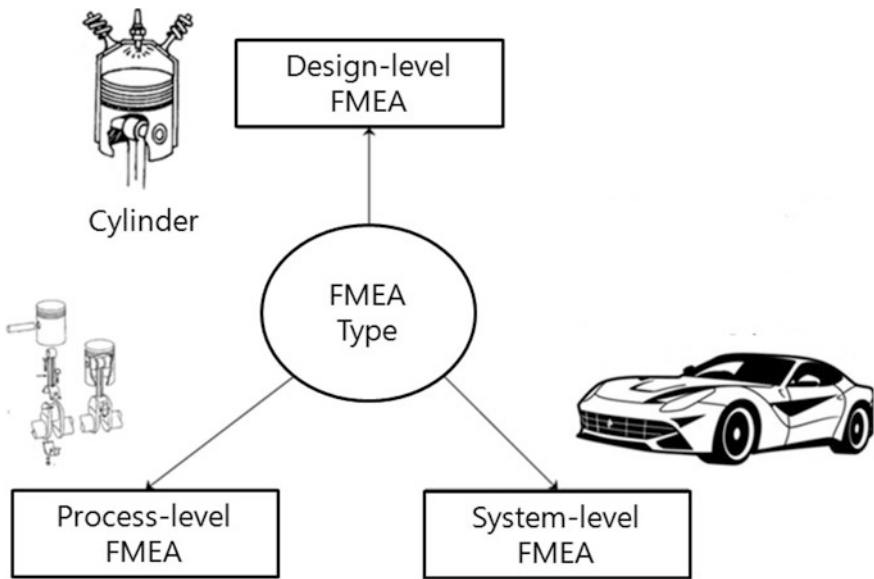 Design-level
FMEA
Cylinder
FMEA
Type
Process-level
FMEA
System-level
FMEA